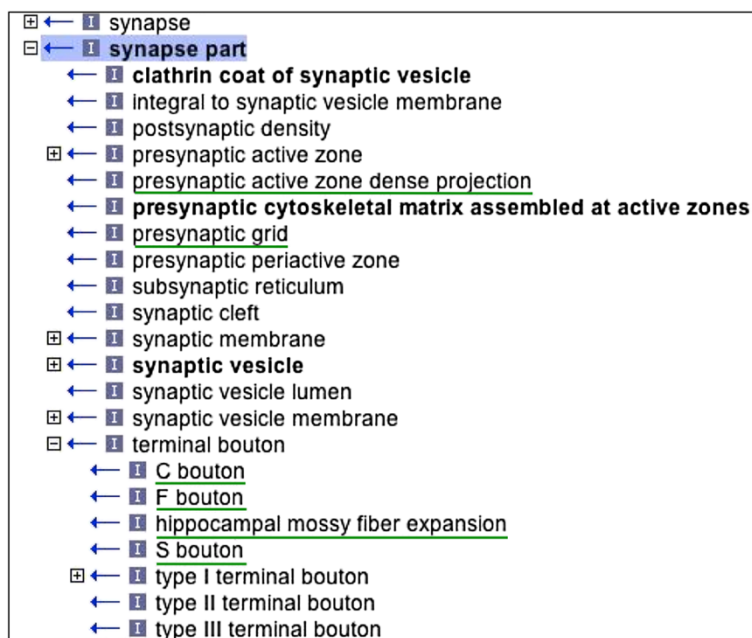 synapse
synapse part
clathrin coat of synaptic vesicle
integral to synaptic vesicle membrane
postsynaptic density
presynaptic active zone
presynaptic active zone dense projection
presynaptic cytoskeletal matrix assembled at active zones
presynaptic grid
presynaptic periactive zone
subsynaptic reticulum
synaptic cleft
synaptic membrane
synaptic vesicle
synaptic vesicle lumen
synaptic vesicle membrane
terminal bouton
C bouton
F bouton
hippocampal mossy fiber expansion
S bouton
type I terminal bouton
type II terminal bouton
type III terminal bouton